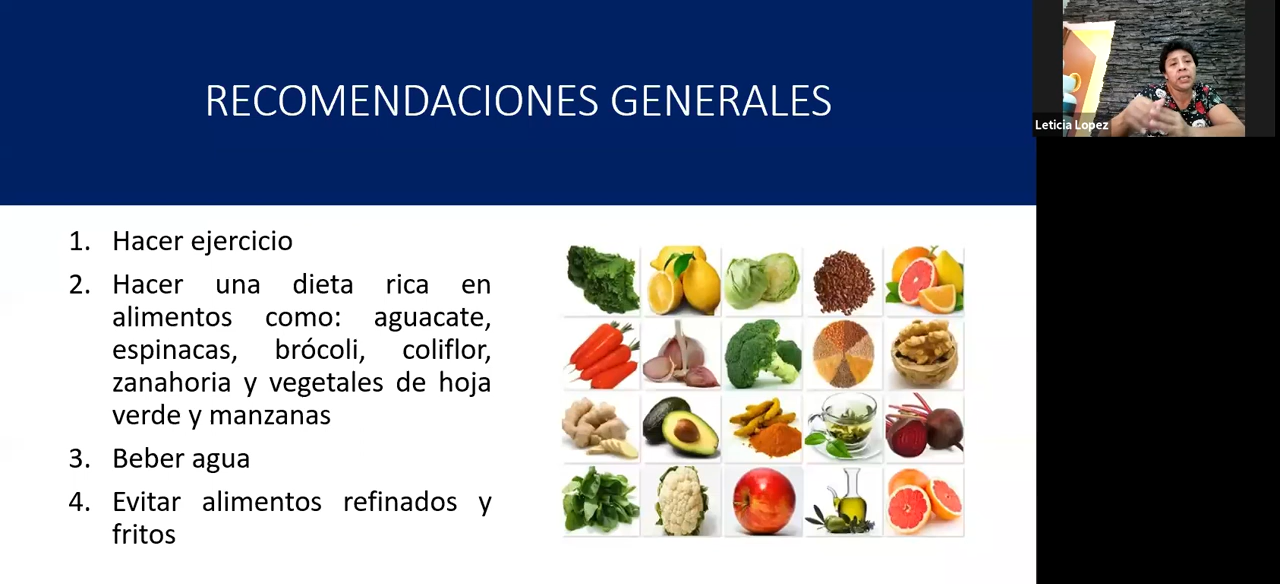 RECOMENDACIONES GENERALES
Leticia Lopez
1. Hacer ejercicio
2. Hacer una dieta rica en
alimentos como: aguacate,
espinacas, brócoli, coliflor,
zanahoria y vegetales de hoja
verde y manzanas
3. Beber agua
4. Evitar alimentos refinados y
fritos